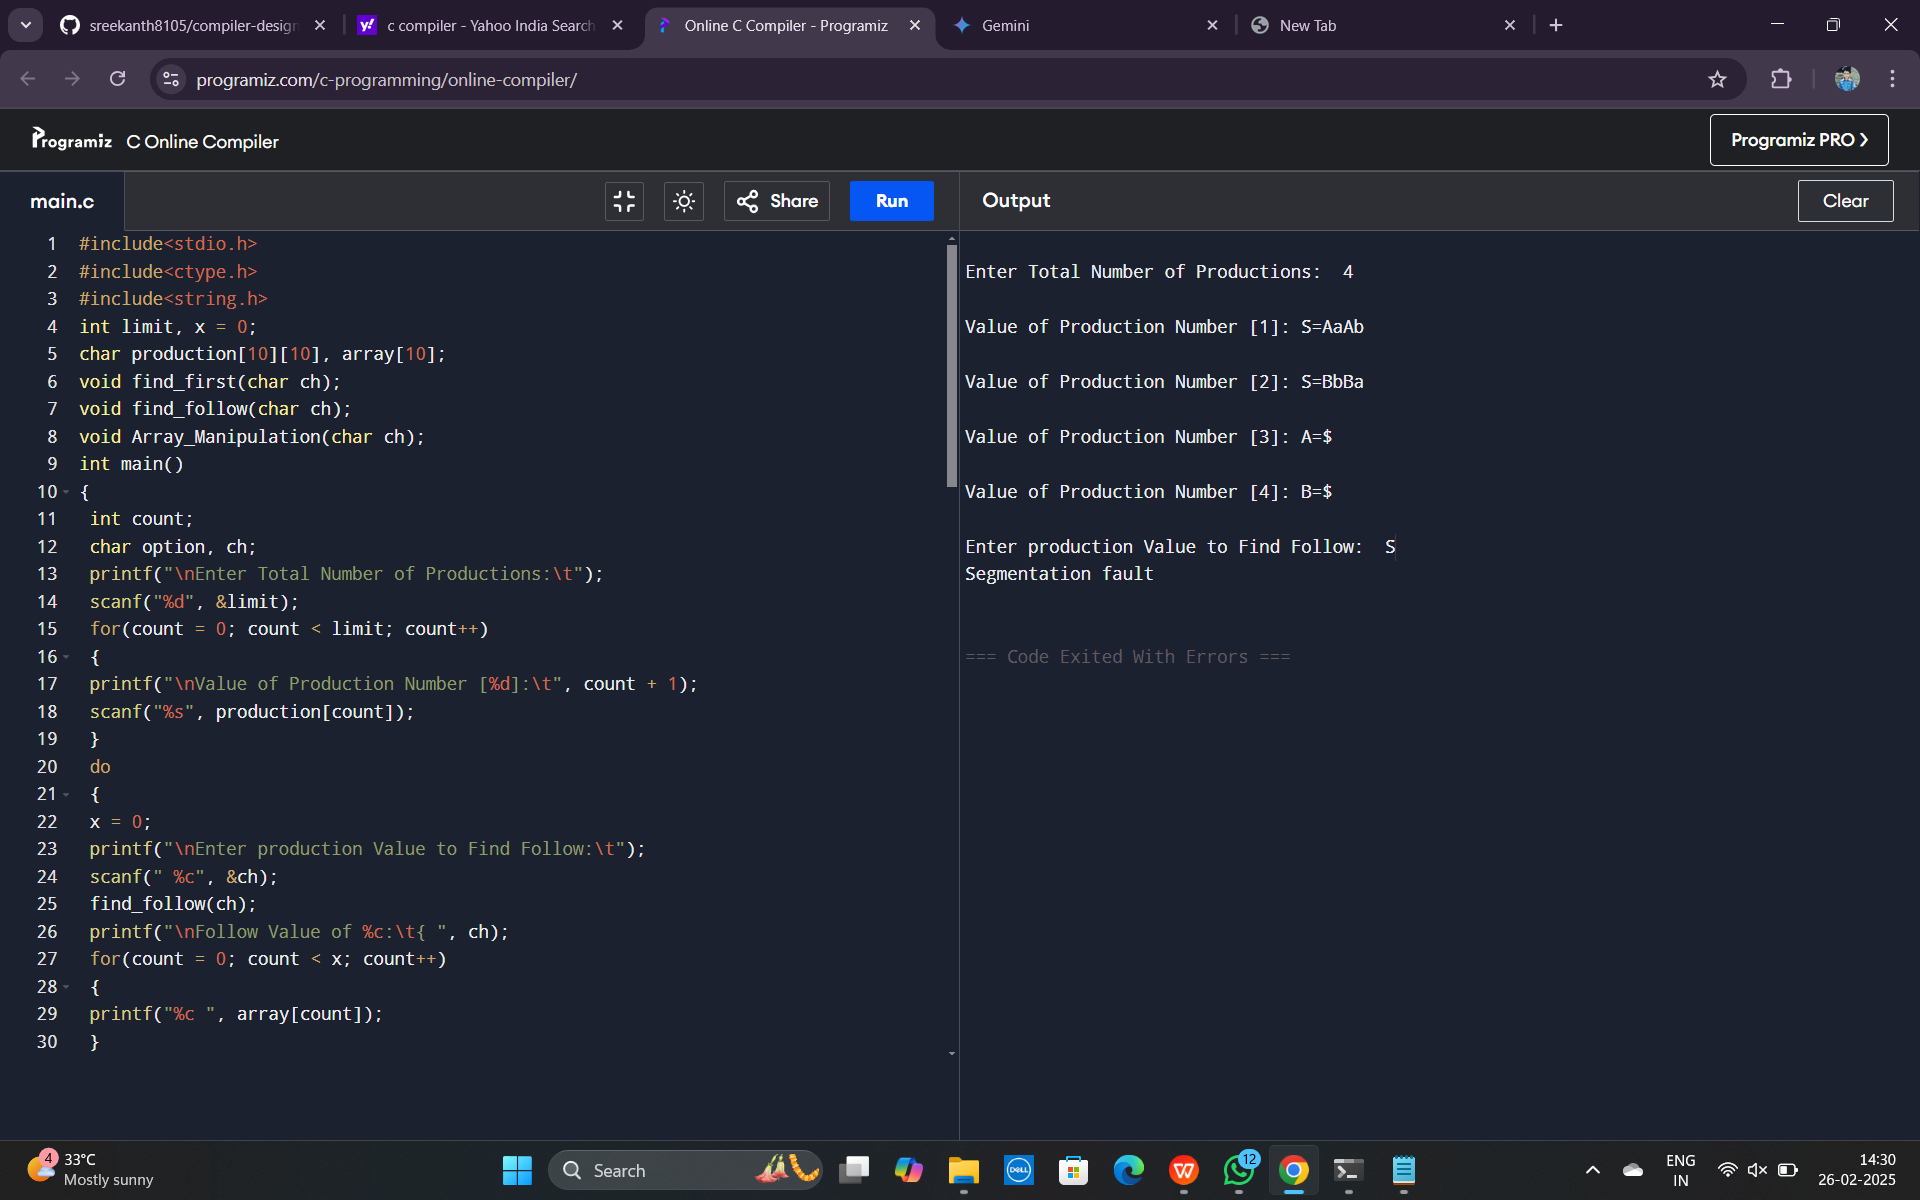 sreekanth8105/compiler-design
c compiler - Yahoo India Search
Online C Compiler - Programiz
Gemini
New Tab
programiz.com/c-programming/online-compiler/
Programiz C Online Compiler
Programiz PRO
main.c
Share
Run
Output
Clear
1 #include<stdio.h>
2 #include<ctype.h>
3 #include<string.h>
4 int limit, x = 0;
5 char production[10][10], array[10];
6 void find_first(char ch);
7 void find_follow(char ch);
8 void Array_Manipulation(char ch);
9 int main()
10 {
11 int count;
12 char option, ch;
13 printf("\nEnter Total Number of Productions:\t");
14 scanf("%d", &limit);
15 for(count = 0; count < limit; count++)
16 {
17 printf("\nValue of Production Number [%d]:\t", count + 1);
18 scanf("%s", production[count]);
19 }
20 do
21 {
22 x = 0;
23 printf("\nEnter production Value to Find Follow:\t");
24 scanf(" %c", &ch);
25 find_follow(ch);
26 printf("\nFollow Value of %c:\t{ ", ch);
27 for(count = 0; count < x; count++)
28 {
29 printf("%c ", array[count]);
30 }
Enter Total Number of Productions: 4
Value of Production Number [1]: S=AaAb
Value of Production Number [2]: S=BbBa
Value of Production Number [3]: A=$
Value of Production Number [4]: B=$
Enter production Value to Find Follow: S
Segmentation fault
=== Code Exited With Errors ===
4
33°C
Mostly sunny
Search
DELL
12
ENG
IN
14:30
26-02-2025